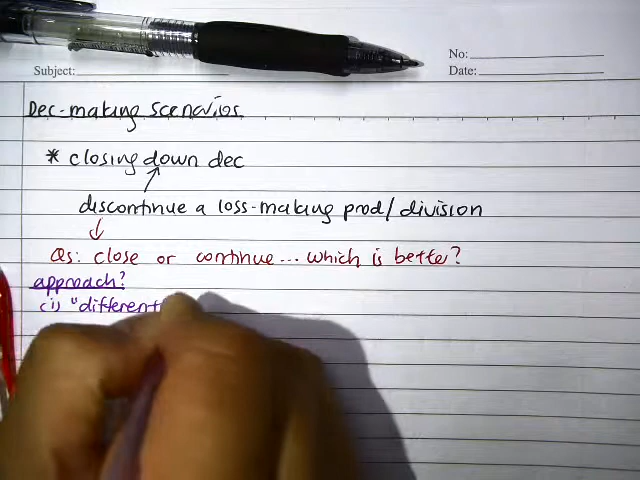 No:
Subject: Date:
Dec-making scenarios
* closing down dec
discontinue a loss-making prod/division
Qs: close or continue... which is better?
approach?
(i) "different